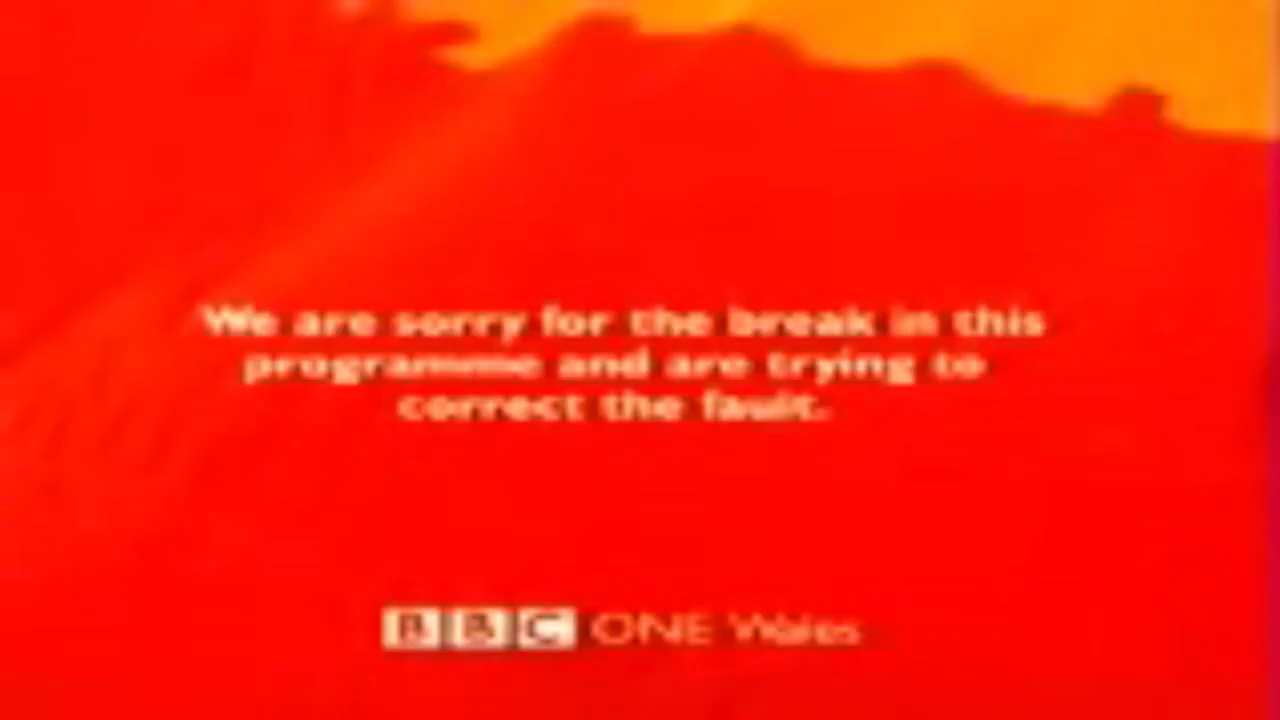 We are sorry for the break in this
programme and are trying to
correct the fault.
BBC ONE Wales